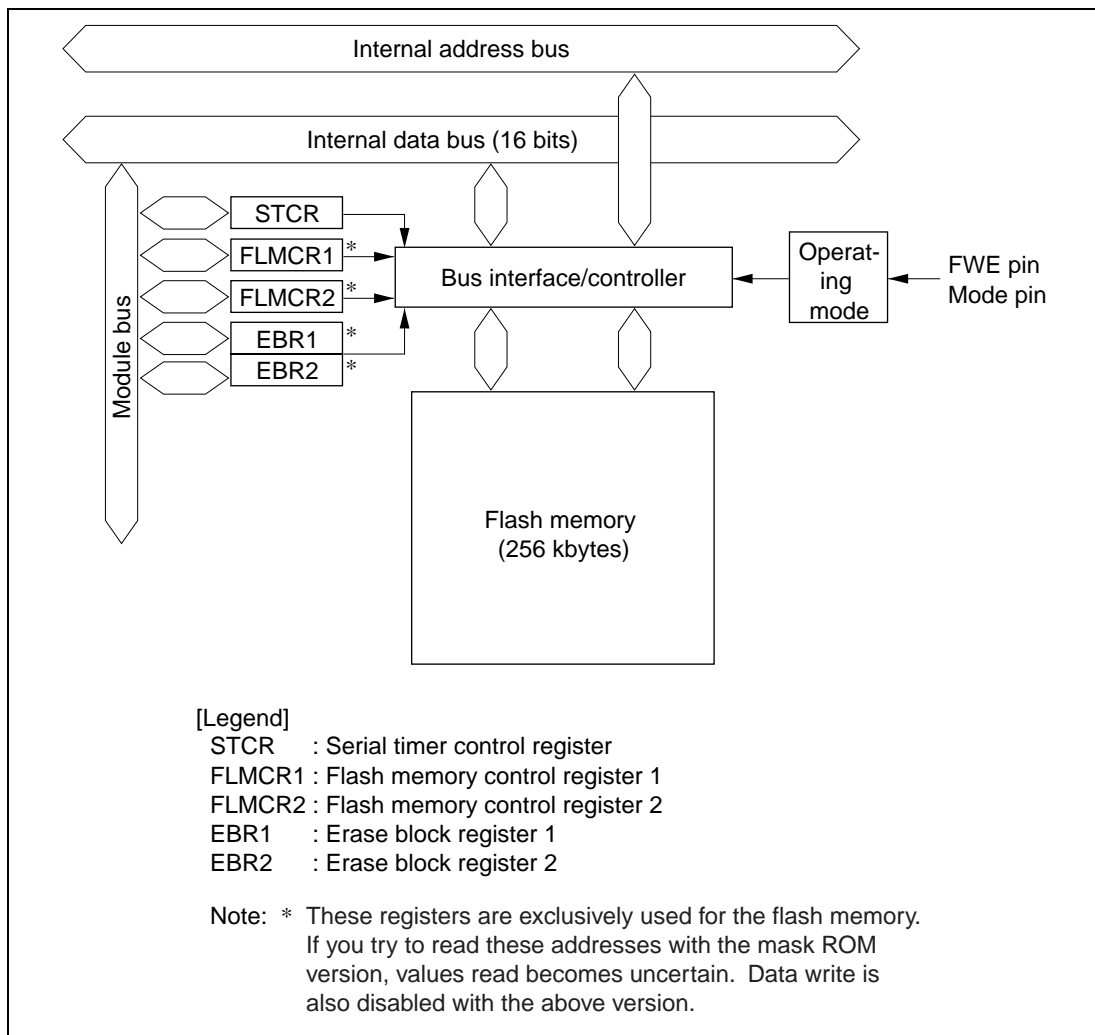 Internal address bus
Internal data bus (16 bits)
Module bus
STCR
FLMCR1 *
FLMCR2 *
EBR1 *
EBR2 *
Bus interface/controller
Operat-
ing
mode
FWE pin
Mode pin
Flash memory
(256 kbytes)
[Legend]
STCR : Serial timer control register
FLMCR1 : Flash memory control register 1
FLMCR2 : Flash memory control register 2
EBR1 : Erase block register 1
EBR2 : Erase block register 2
Note: * These registers are exclusively used for the flash memory.
If you try to read these addresses with the mask ROM
version, values read becomes uncertain. Data write is
also disabled with the above version.